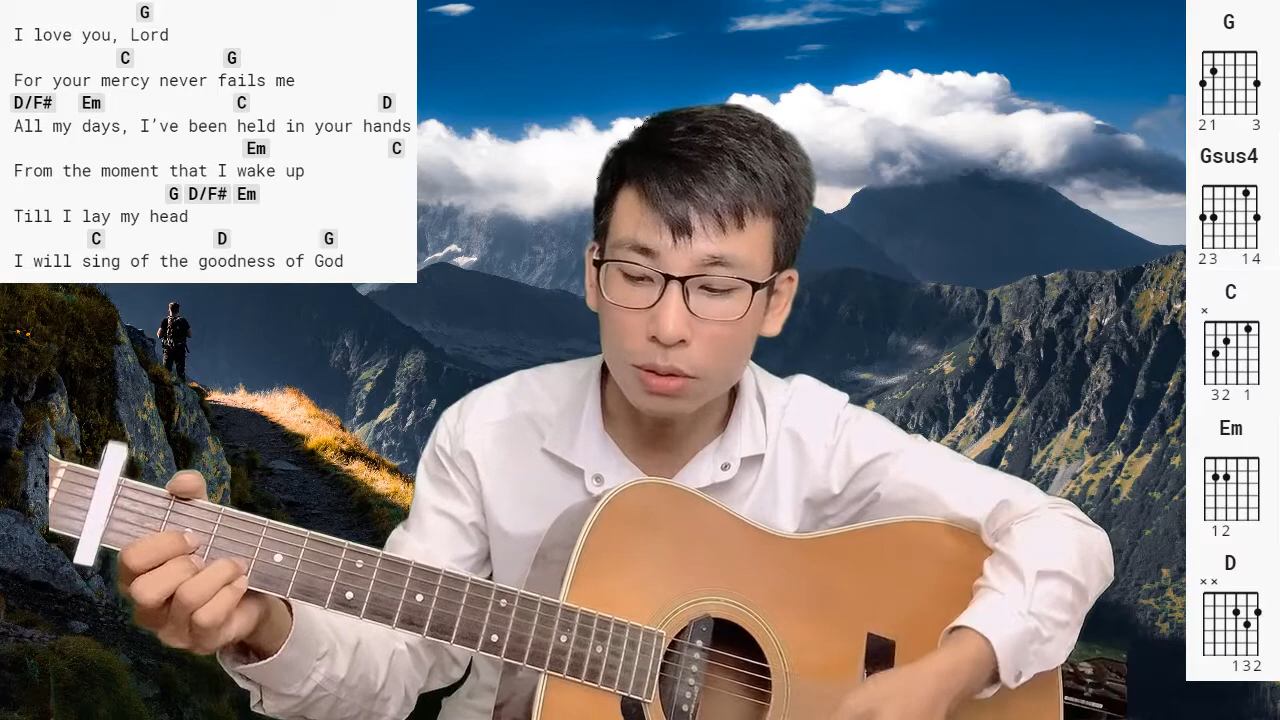 G
I love you, Lord
C G
For your mercy never fails me
D/F# Em C D
All my days, I’ve been held in your hands
Em C
From the moment that I wake up
G D/F# Em
Till I lay my head
C D G
I will sing of the goodness of God
G
21 3
Gsus4
23 14
C
×
32 1
Em
12
D
××
132